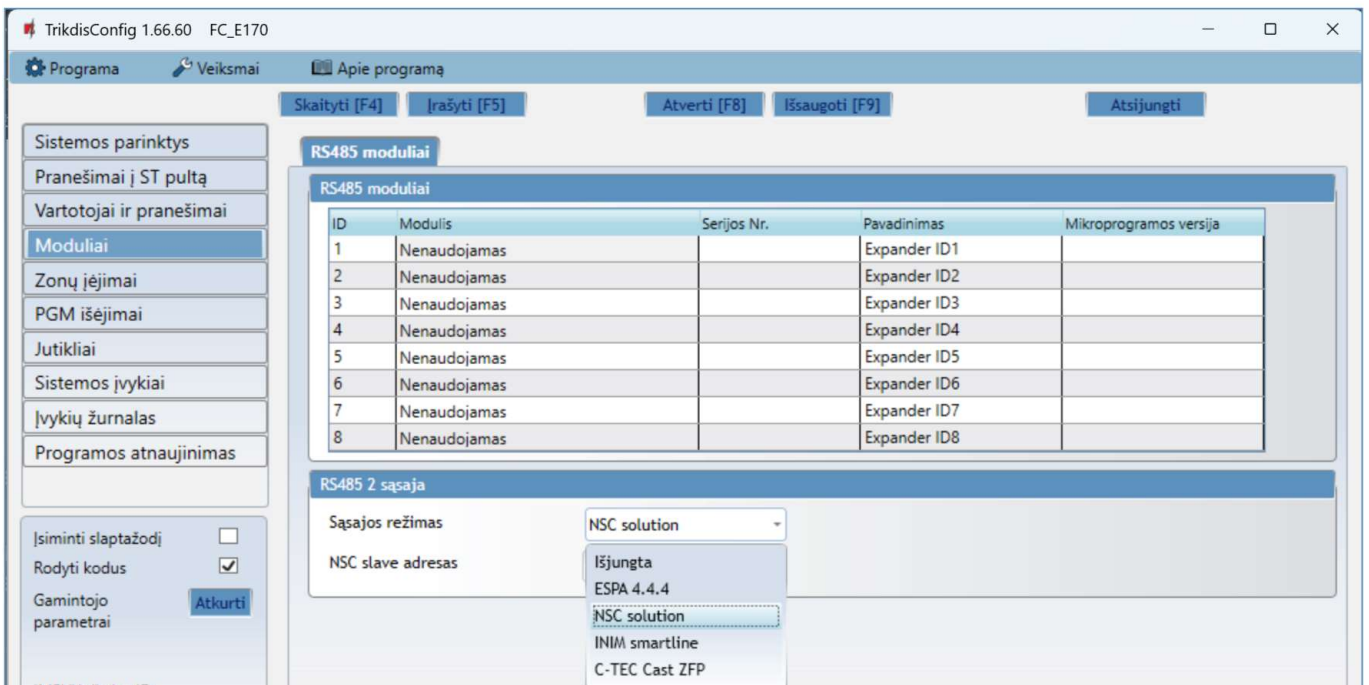 TrikdisConfig 1.66.60 FC_E170
Programa Veiksmai Apie programą
Skaityti [F4] Įrašyti [F5] Atverti [F8] Išsaugoti [F9] Atsijungti
Sistemos parinktys
Pranešimai į ST pultą
Vartotojai ir pranešimai
Moduliai
Zonų įėjimai
PGM išėjimai
Jutikliai
Sistemos įvykiai
Įvykių žurnalas
Programos atnaujinimas
Įsiminti slaptažodį
Rodyti kodus
Gamintojo
parametrai
Atkurti
RS485 moduliai
RS485 moduliai
ID Modulis Serijos Nr. Pavadinimas Mikroprogramos versija
1 Nenaudojamas Expander ID1
2 Nenaudojamas Expander ID2
3 Nenaudojamas Expander ID3
4 Nenaudojamas Expander ID4
5 Nenaudojamas Expander ID5
6 Nenaudojamas Expander ID6
7 Nenaudojamas Expander ID7
8 Nenaudojamas Expander ID8
RS485 2 sąsaja
Sąsajos režimas NSC solution
NSC slave adresas
Išjungta
ESPA 4.4.4
NSC solution
INIM smartline
C-TEC Cast ZFP